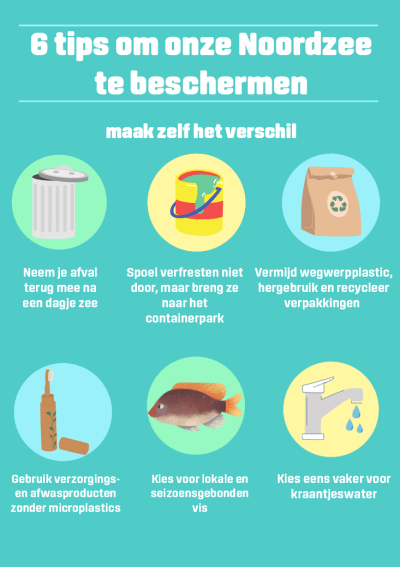 6 tips om onze Noordzee
te beschermen
maak zelf het verschil
Neem je afval
terug mee na
een dagje zee
Spoel verfresten niet
door, maar breng ze
naar het
containerpark
Vermijd wegwerpplastic,
hergebruik en recycleer
verpakkingen
Gebruik verzorgings-
en afwasproducten
zonder microplastics
Kies voor lokale en
seizoensgebonden
vis
Kies eens vaker voor
kraantjeswater